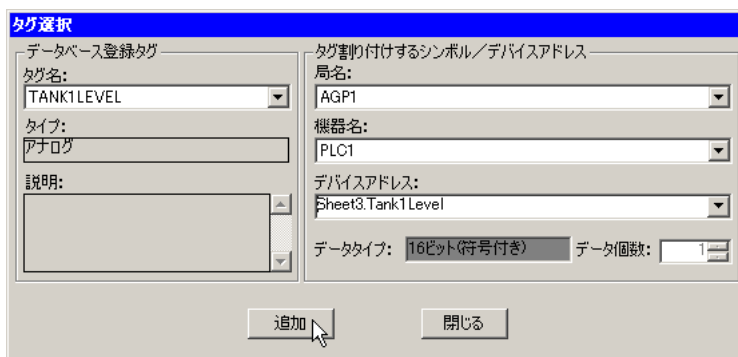 タグ選択
データベース登録タグ
タグ名:
TANK1LEVEL
タイプ:
アナログ
説明:
タグ割り付けするシンボル／デバイスアドレス
局名:
AGP1
機器名:
PLC1
デバイスアドレス:
Sheet3.Tank1Level
データタイプ: 16ビット(符号付き) データ個数: 1
追加 閉じる